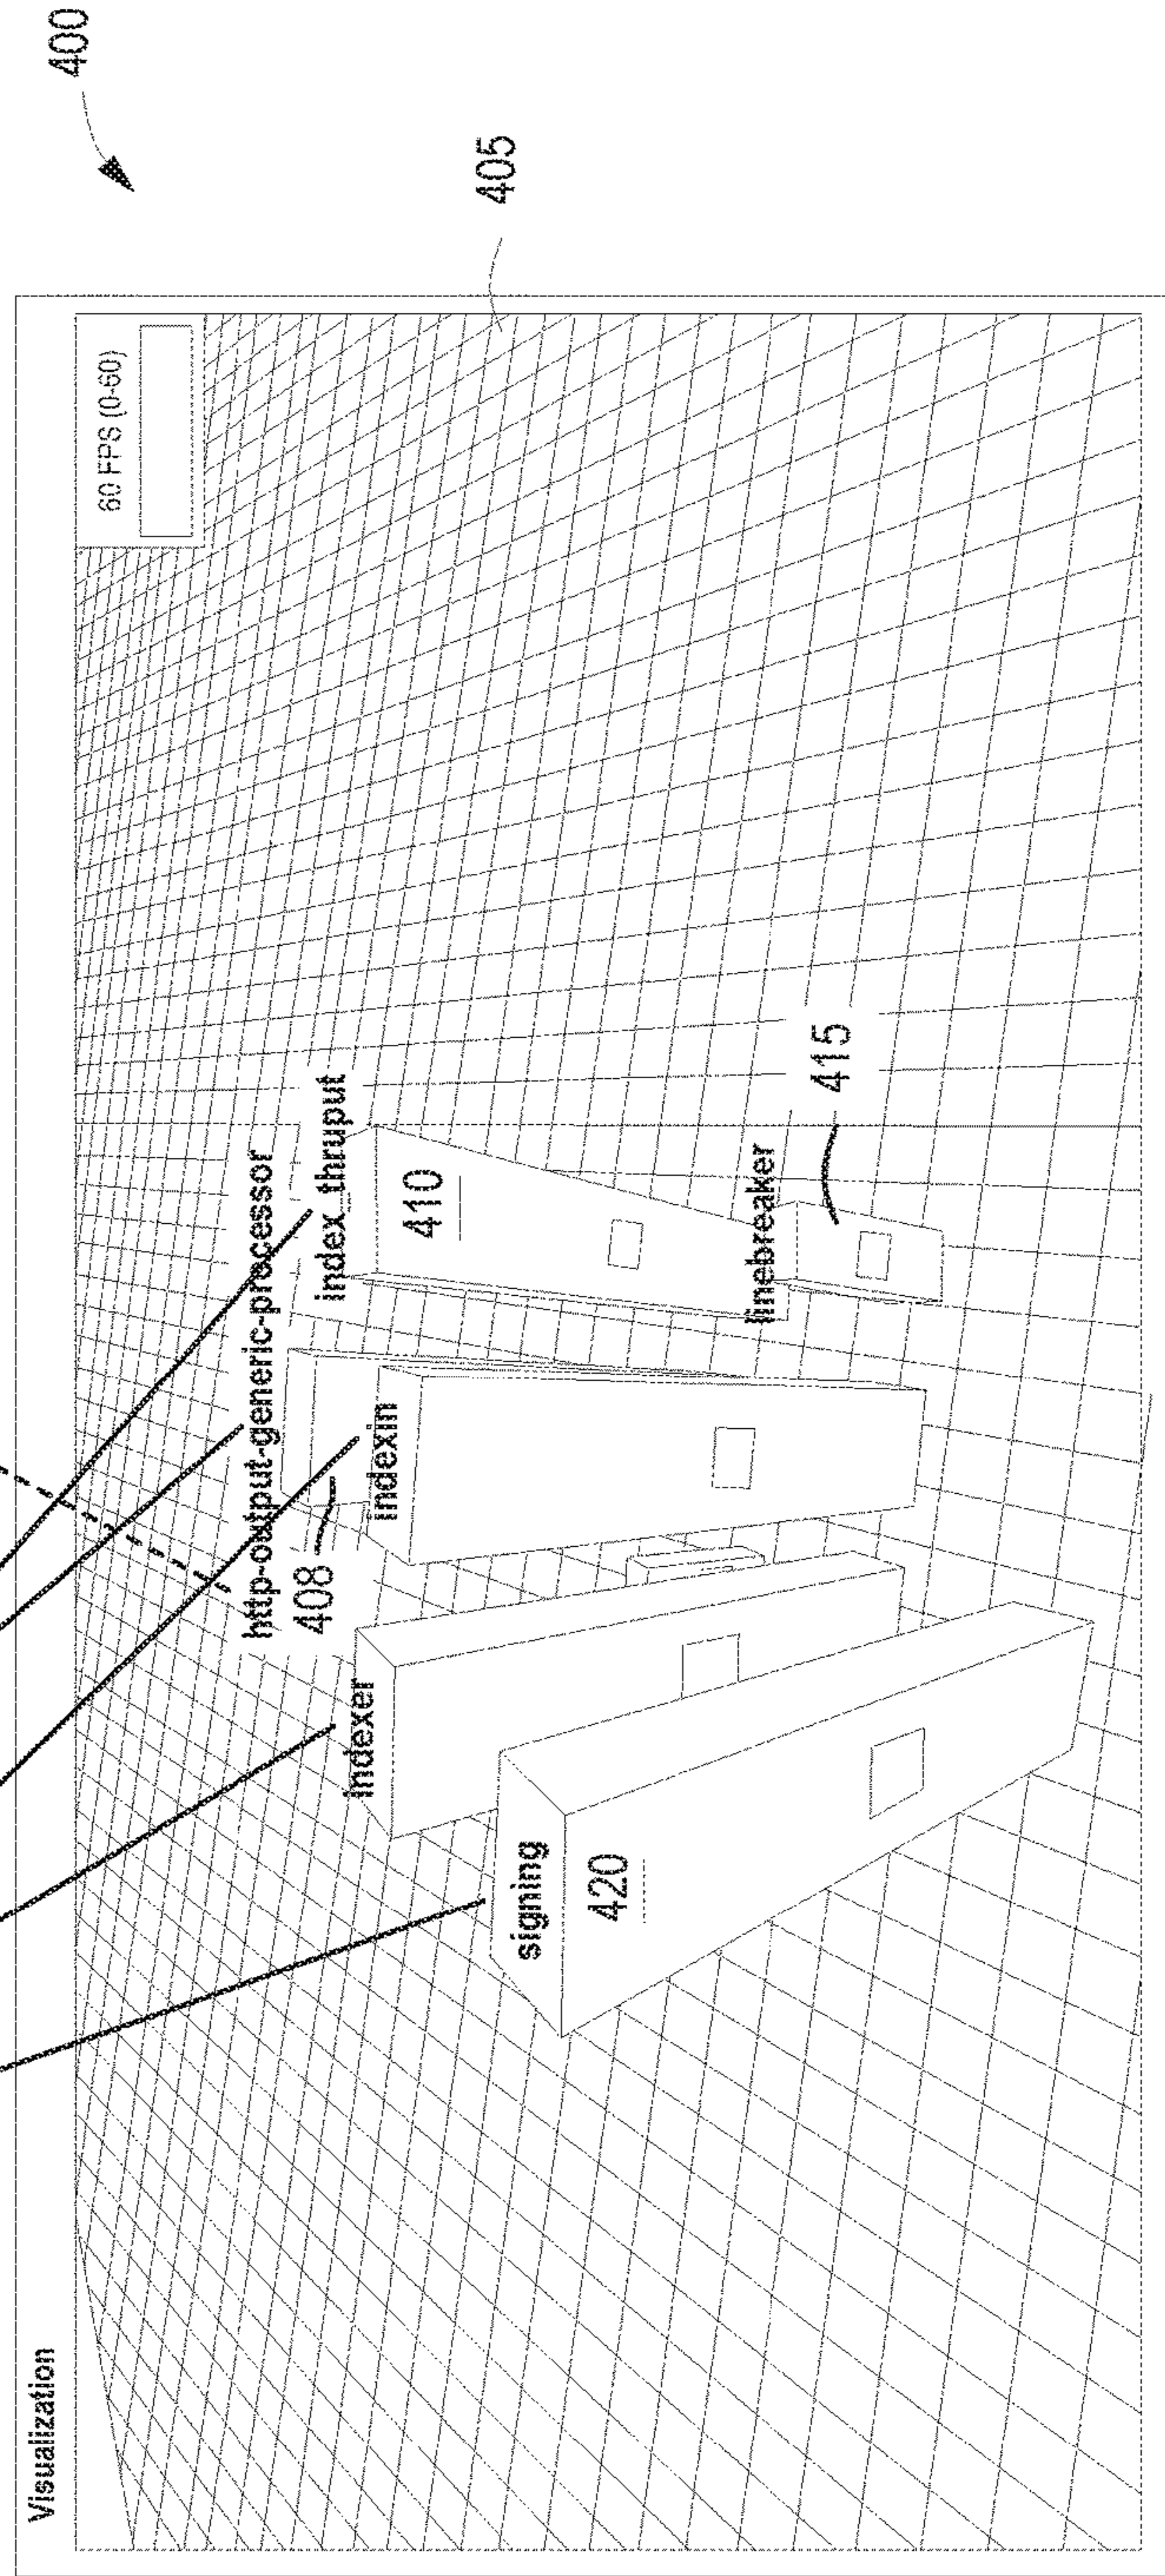 400
Visualization
60 FPS (0-60)
405
http-output-generic-processor
index_thruput
408
indexin
indexer
410
signing
420
linebreaker
415